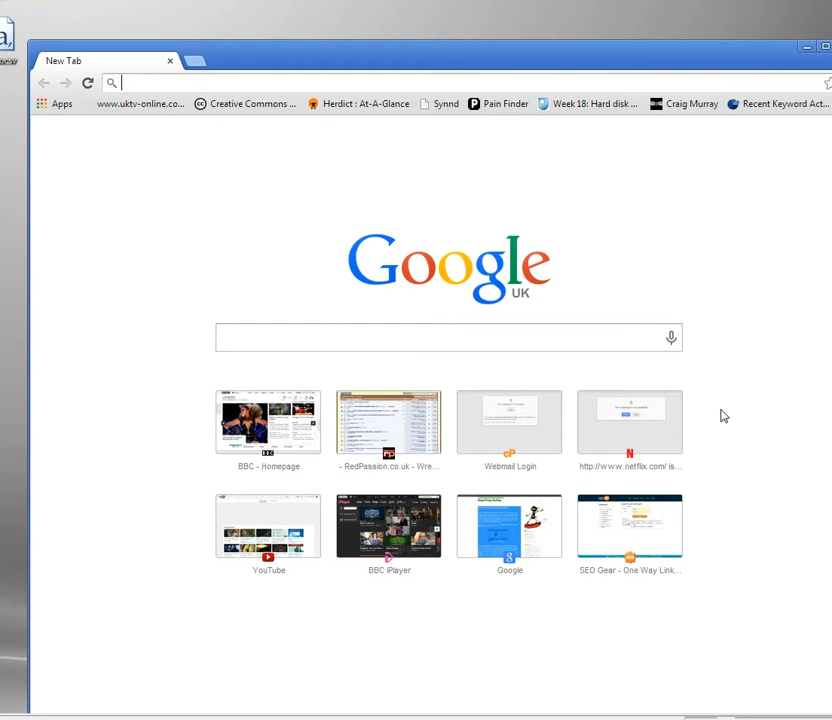 New Tab
Apps www.uktv-online.co... Creative Commons ... Herdict : At-A-Glance Synnd Pain Finder Week 18: Hard disk ... Craig Murray Recent Keyword Act...
Google
UK
BBC - Homepage - RedPassion.co.uk - Wre... Webmail Login http://www.netflix.com/ is...
YouTube BBC iPlayer Google SEO Gear - One Way Link...